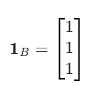 𝟏_B = [1
1
1]